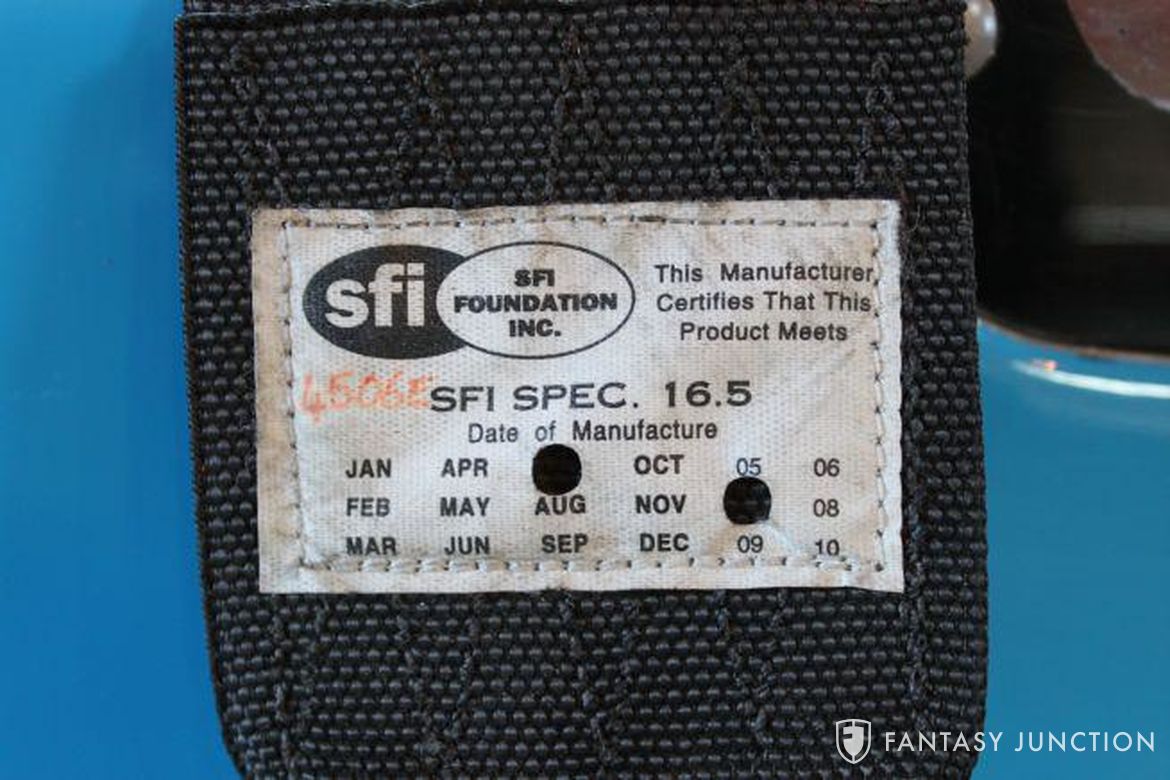 sfi
SFI
FOUNDATION
INC.
This Manufacturer
Certifies That This
Product Meets
4506E
SFI SPEC. 16.5
Date of Manufacture
JAN APR OCT 05 06
FEB MAY AUG NOV 08
MAR JUN SEP DEC 09 10
FANTASY JUNCTION